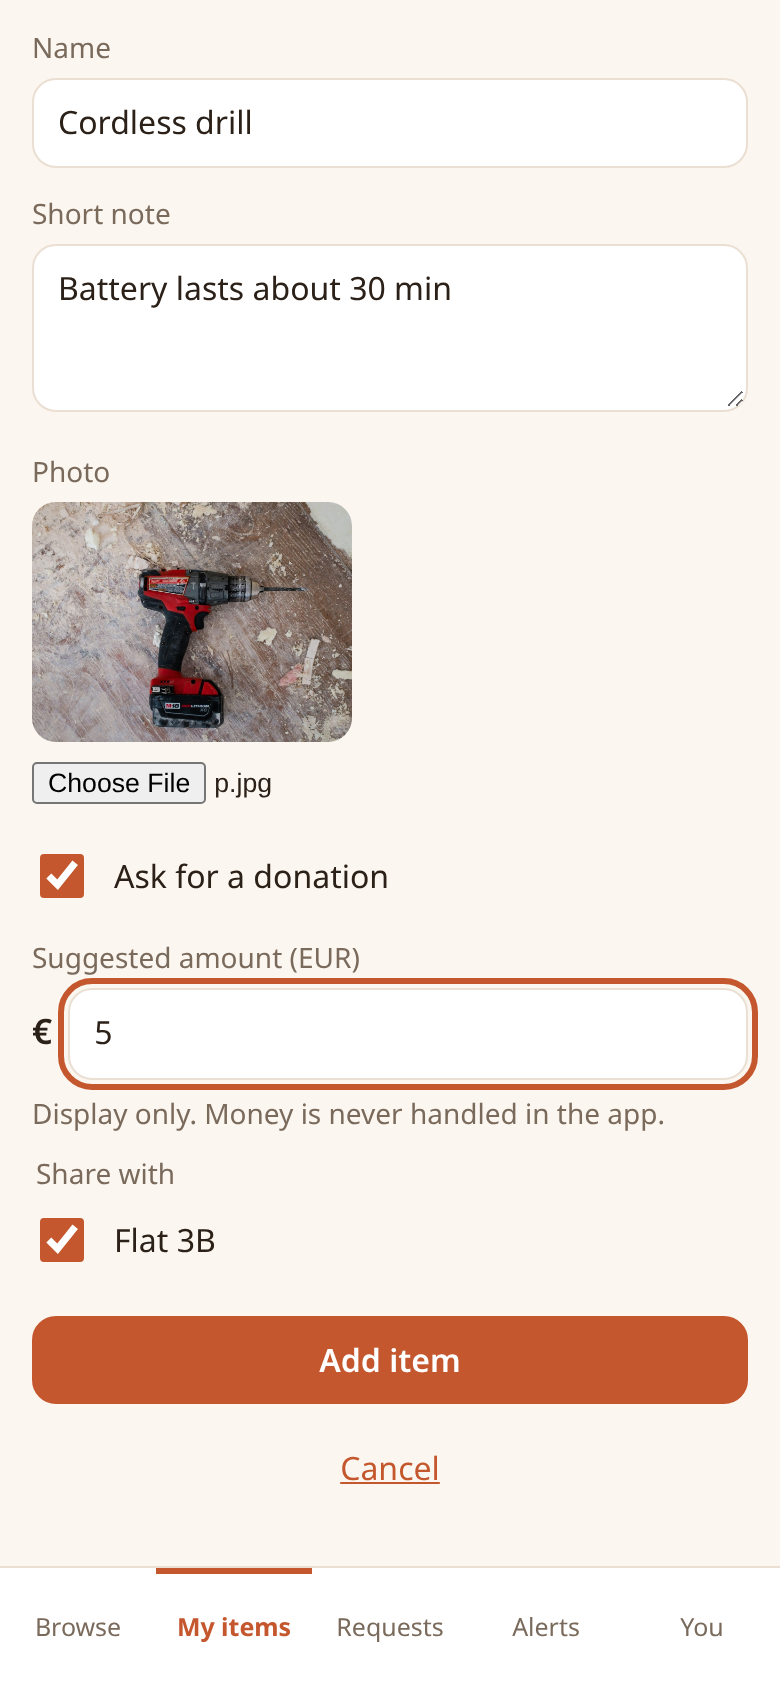 Name
Cordless drill
Short note
Battery lasts about 30 min
Photo
Choose File p.jpg
Ask for a donation
Suggested amount (EUR)
€ 5
Display only. Money is never handled in the app.
Share with
Flat 3B
Add item
Cancel
Browse My items Requests Alerts You